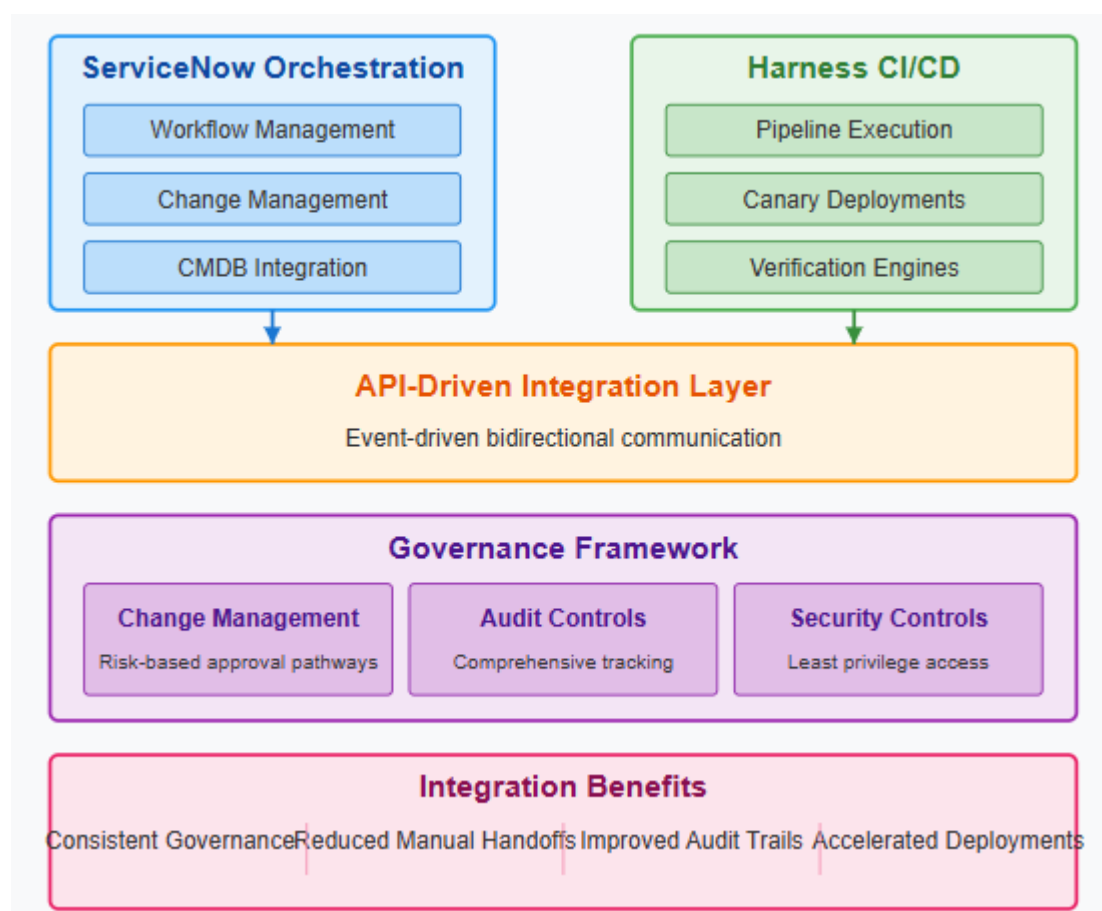 ServiceNow Orchestration
Workflow Management
Change Management
CMDB Integration
Harness CI/CD
Pipeline Execution
Canary Deployments
Verification Engines
API-Driven Integration Layer
Event-driven bidirectional communication
Governance Framework
Change Management
Risk-based approval pathways
Audit Controls
Comprehensive tracking
Security Controls
Least privilege access
Integration Benefits
Consistent Governance
Reduced Manual Handoffs
Improved Audit Trails
Accelerated Deployments